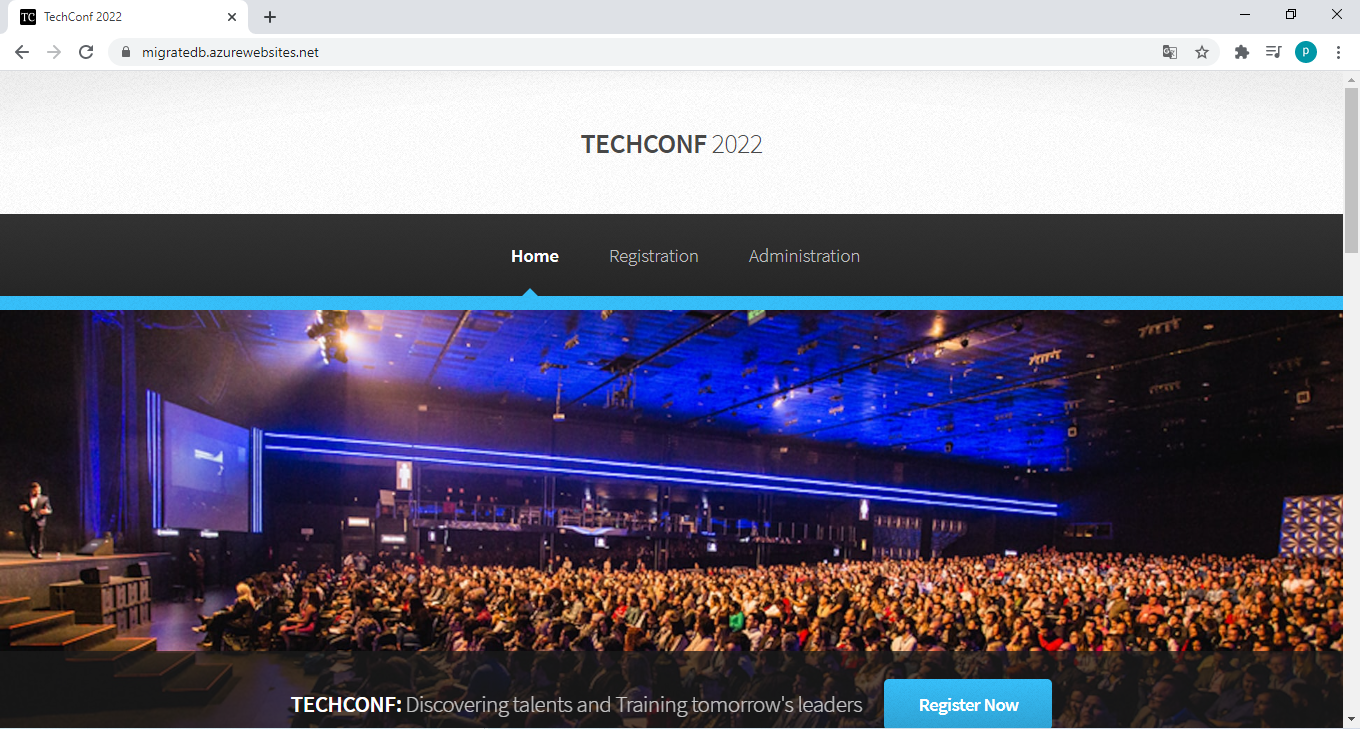 TC TechConf 2022
migratedb.azurewebsites.net
P
TECHCONF 2022
Home Registration Administration
TECHCONF: Discovering talents and Training tomorrow's leaders Register Now